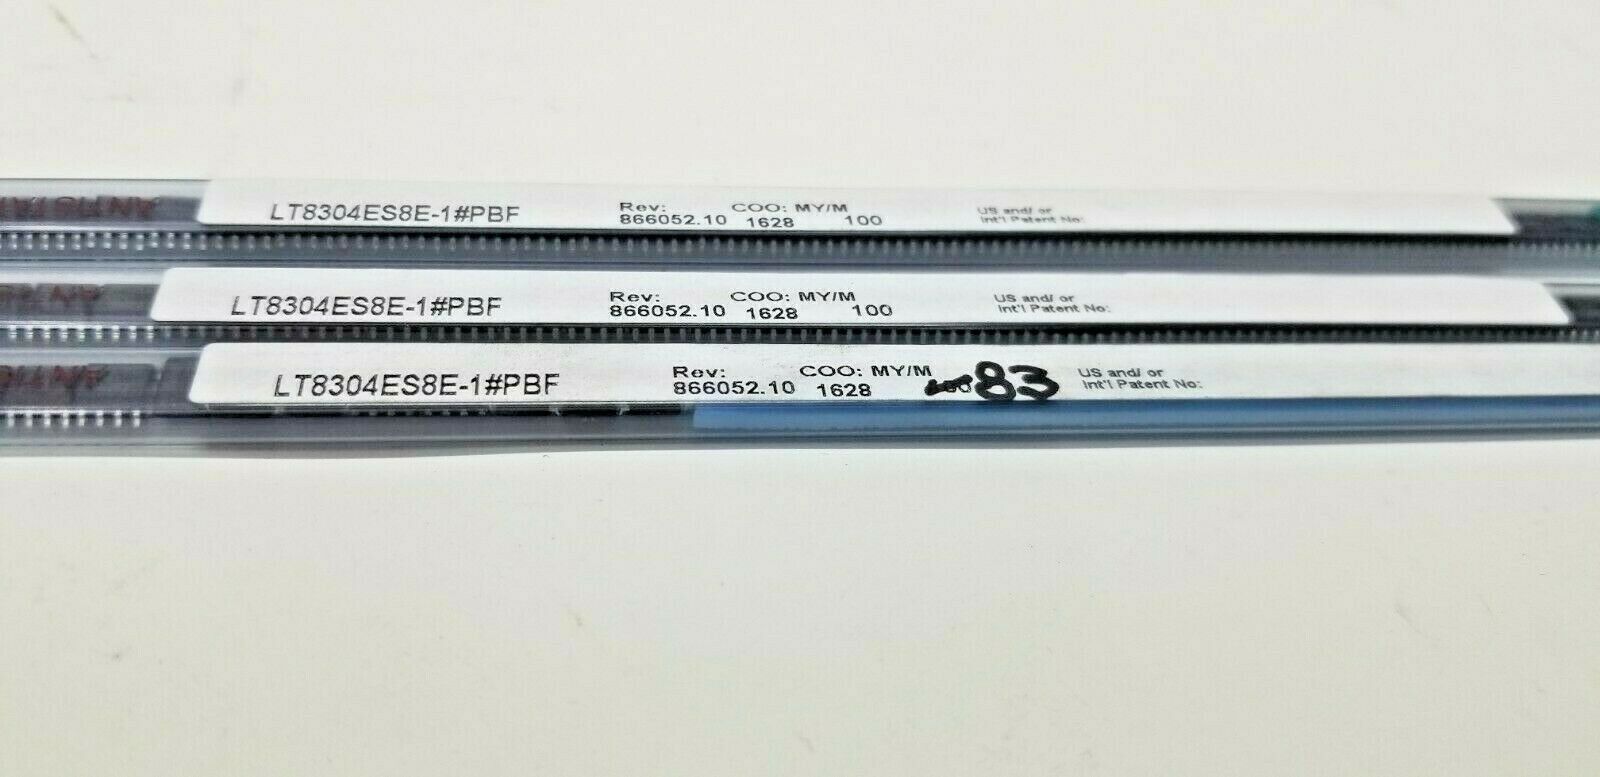 LT8304ES8E-1#PBF Rev: COO: MY/M
866052.10 1628 100
US and/ or
Int'l Patent No:
LT8304ES8E-1#PBF Rev: COO: MY/M
866052.10 1628 100
US and/ or
Int'l Patent No:
LT8304ES8E-1#PBF Rev: COO: MY/M
866052.10 1628 83
US and/ or
Int'l Patent No: